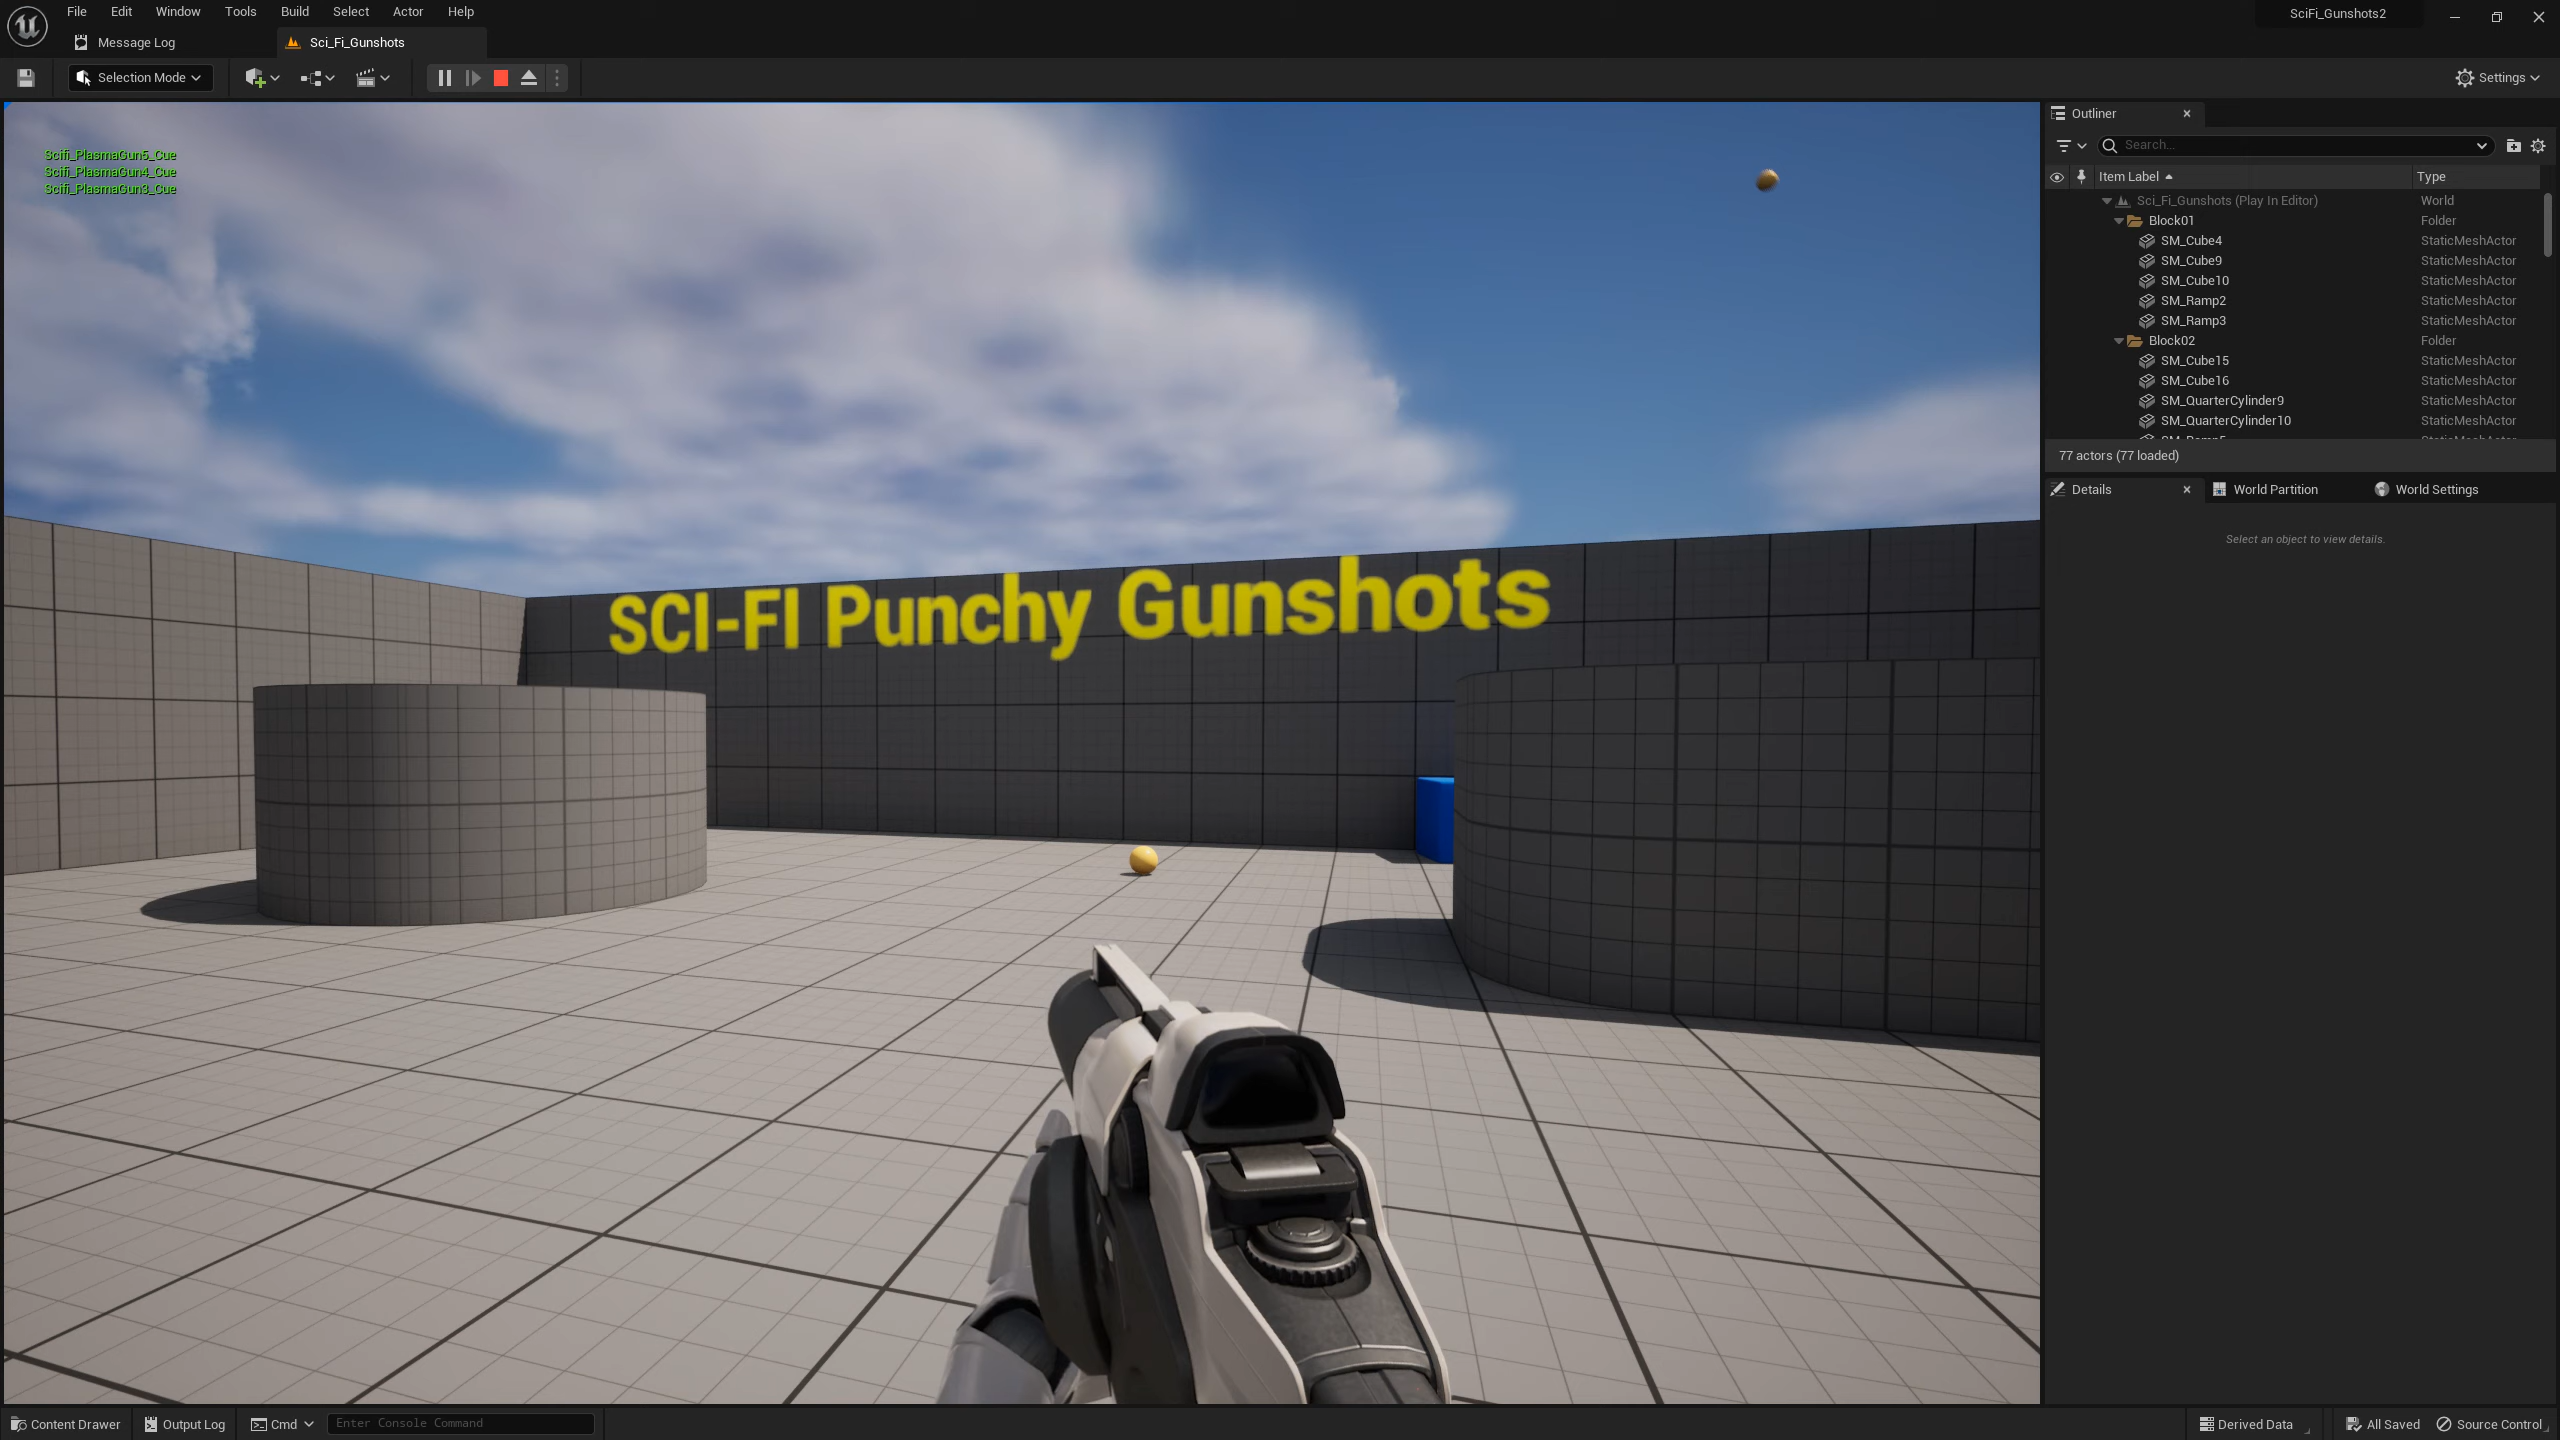 File Edit Window Tools Build Select Actor Help
SciFi_Gunshots2
Message Log
Sci_Fi_Gunshots
Selection Mode
Settings
Scifi_PlasmaGun5_Cue
Scifi_PlasmaGun4_Cue
Scifi_PlasmaGun3_Cue
SCI-FI Punchy Gunshots
Outliner
Search...
Item Label Type
Sci_Fi_Gunshots (Play In Editor) World
Block01 Folder
SM_Cube4 StaticMeshActor
SM_Cube9 StaticMeshActor
SM_Cube10 StaticMeshActor
SM_Ramp2 StaticMeshActor
SM_Ramp3 StaticMeshActor
Block02 Folder
SM_Cube15 StaticMeshActor
SM_Cube16 StaticMeshActor
SM_QuarterCylinder9 StaticMeshActor
SM_QuarterCylinder10 StaticMeshActor
77 actors (77 loaded)
Details World Partition World Settings
Select an object to view details.
Content Drawer Output Log Cmd Enter Console Command
Derived Data All Saved Source Control